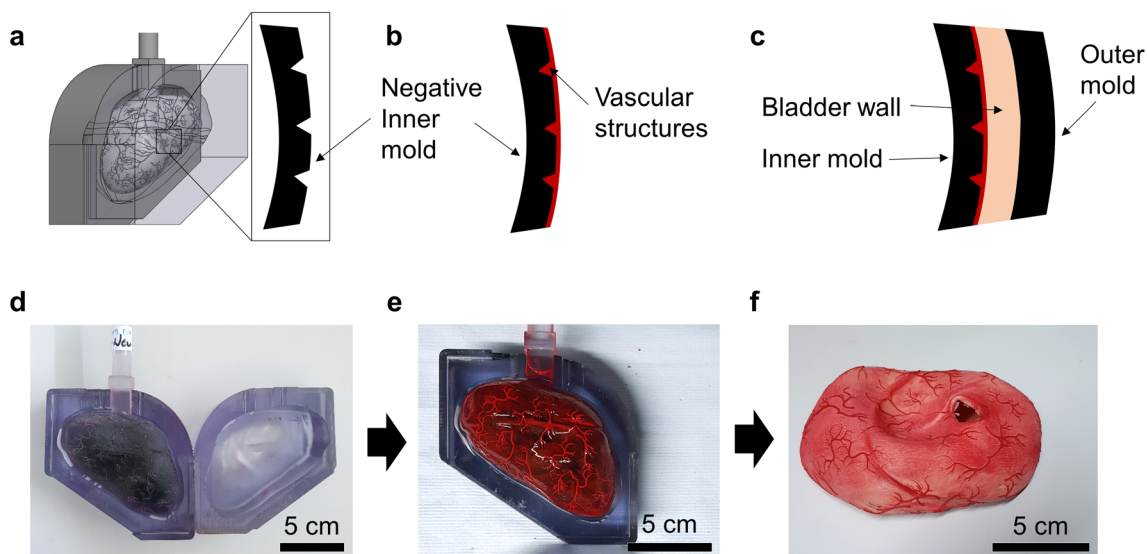 a
b
c
Negative
Inner
mold
Vascular
structures
Bladder wall
Inner mold
Outer
mold
d
e
f
5 cm
5 cm
5 cm